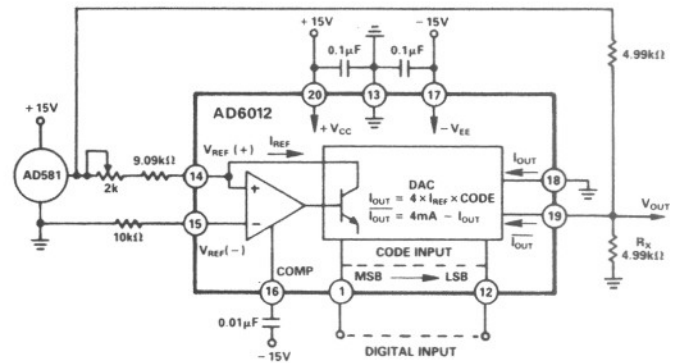 +15V
-15V
0.1μF
0.1μF
4.99kΩ
20
13
17
AD6012
+15V
+VCC
-VEE
AD581
2k
9.09kΩ
14
VREF(+)
IREF
+
DAC
IOUT = 4 × IREF × CODE
IOUT = 4mA - IOUT
IOUT
18
VOUT
19
15
-
10kΩ
VREF(-)
IOUT
RX
4.99kΩ
CODE INPUT
COMP
MSB
LSB
16
1
12
0.01μF
-15V
DIGITAL INPUT